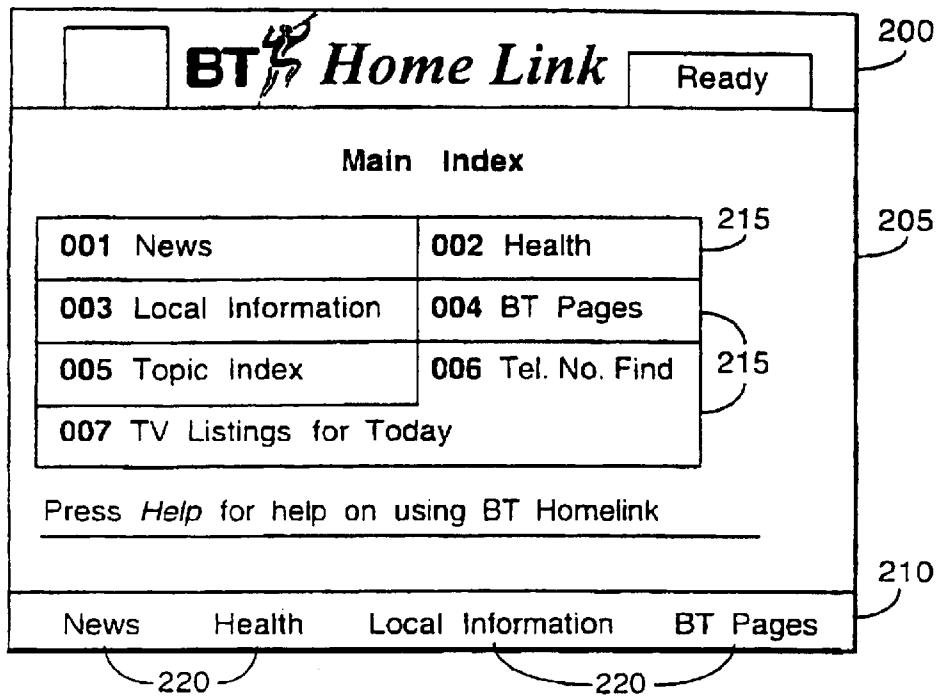 200
BT Home Link Ready
Main Index
215
205
001 News 002 Health
003 Local Information 004 BT Pages
005 Topic Index 006 Tel. No. Find 215
007 TV Listings for Today
Press Help for help on using BT Homelink
210
News Health Local Information BT Pages
220 220